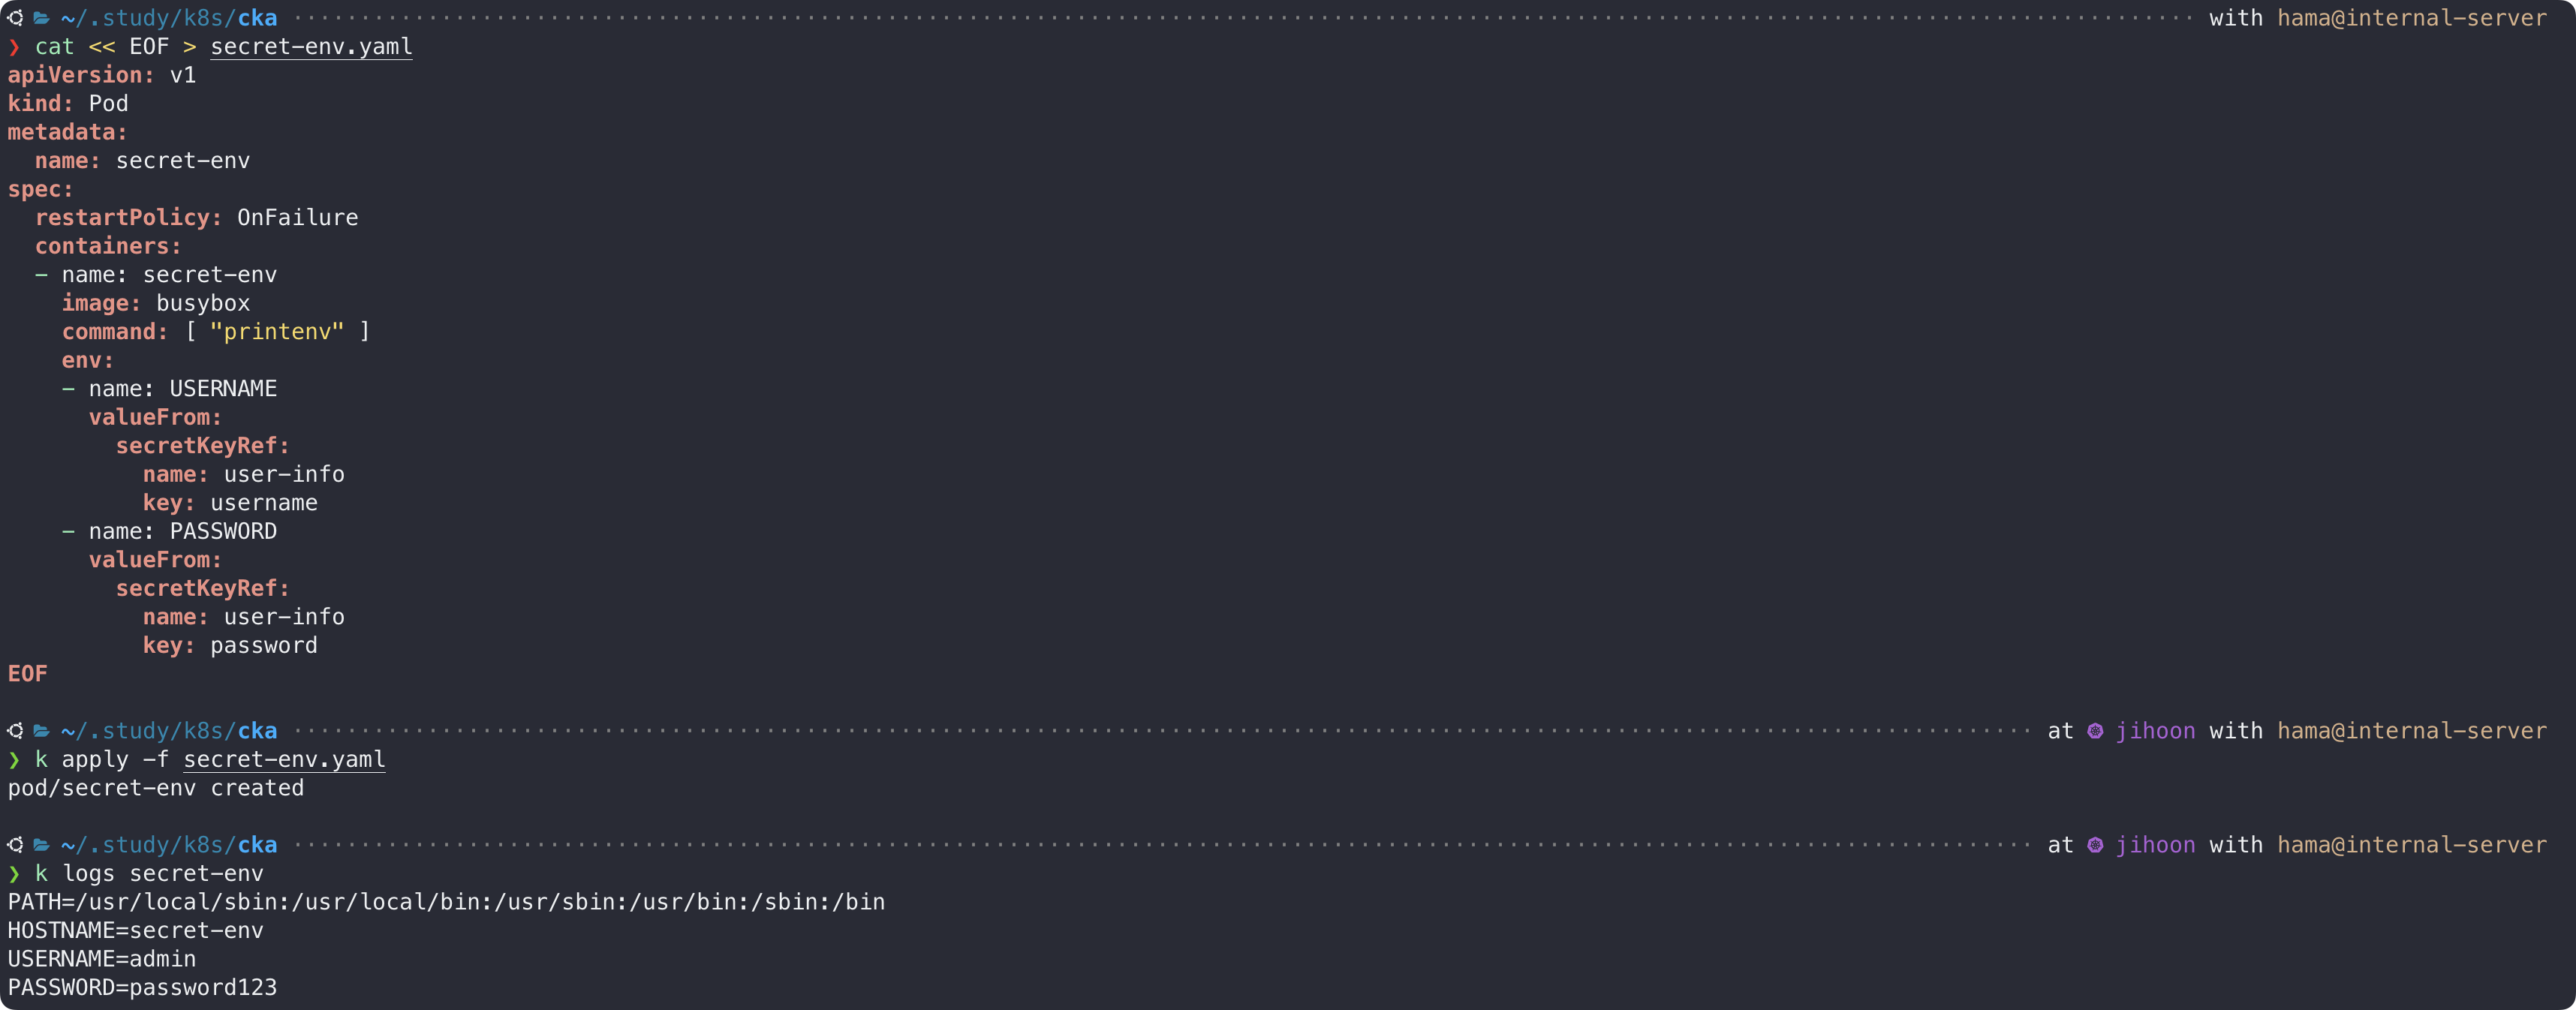 ~/.study/k8s/cka with hama@internal-server
❯ cat << EOF > secret-env.yaml
apiVersion: v1
kind: Pod
metadata:
  name: secret-env
spec:
  restartPolicy: OnFailure
  containers:
  - name: secret-env
    image: busybox
    command: [ "printenv" ]
    env:
    - name: USERNAME
      valueFrom:
        secretKeyRef:
          name: user-info
          key: username
    - name: PASSWORD
      valueFrom:
        secretKeyRef:
          name: user-info
          key: password
EOF
~/.study/k8s/cka at jihoon with hama@internal-server
❯ k apply -f secret-env.yaml
pod/secret-env created
~/.study/k8s/cka at jihoon with hama@internal-server
❯ k logs secret-env
PATH=/usr/local/sbin:/usr/local/bin:/usr/sbin:/usr/bin:/sbin:/bin
HOSTNAME=secret-env
USERNAME=admin
PASSWORD=password123